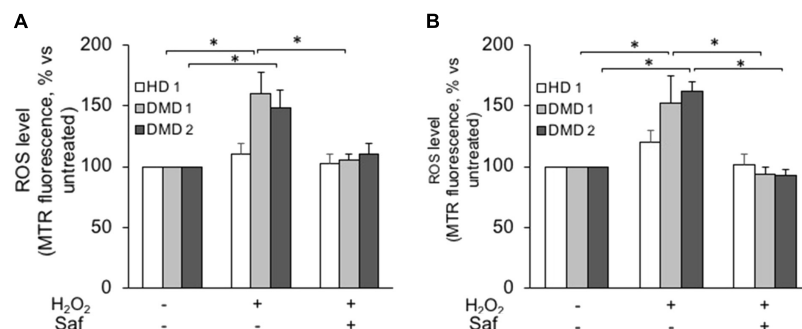 A
ROS level
(MTR fluorescence, % vs
untreated)
200
150
100
50
0
HD 1
DMD 1
DMD 2
*
*
*
H₂O₂ - + +
Saf - - +
B
ROS level
(MTR fluorescence, % vs
untreated)
200
150
100
50
0
HD 1
DMD 1
DMD 2
*
*
*
*
H₂O₂ - + +
Saf - - +